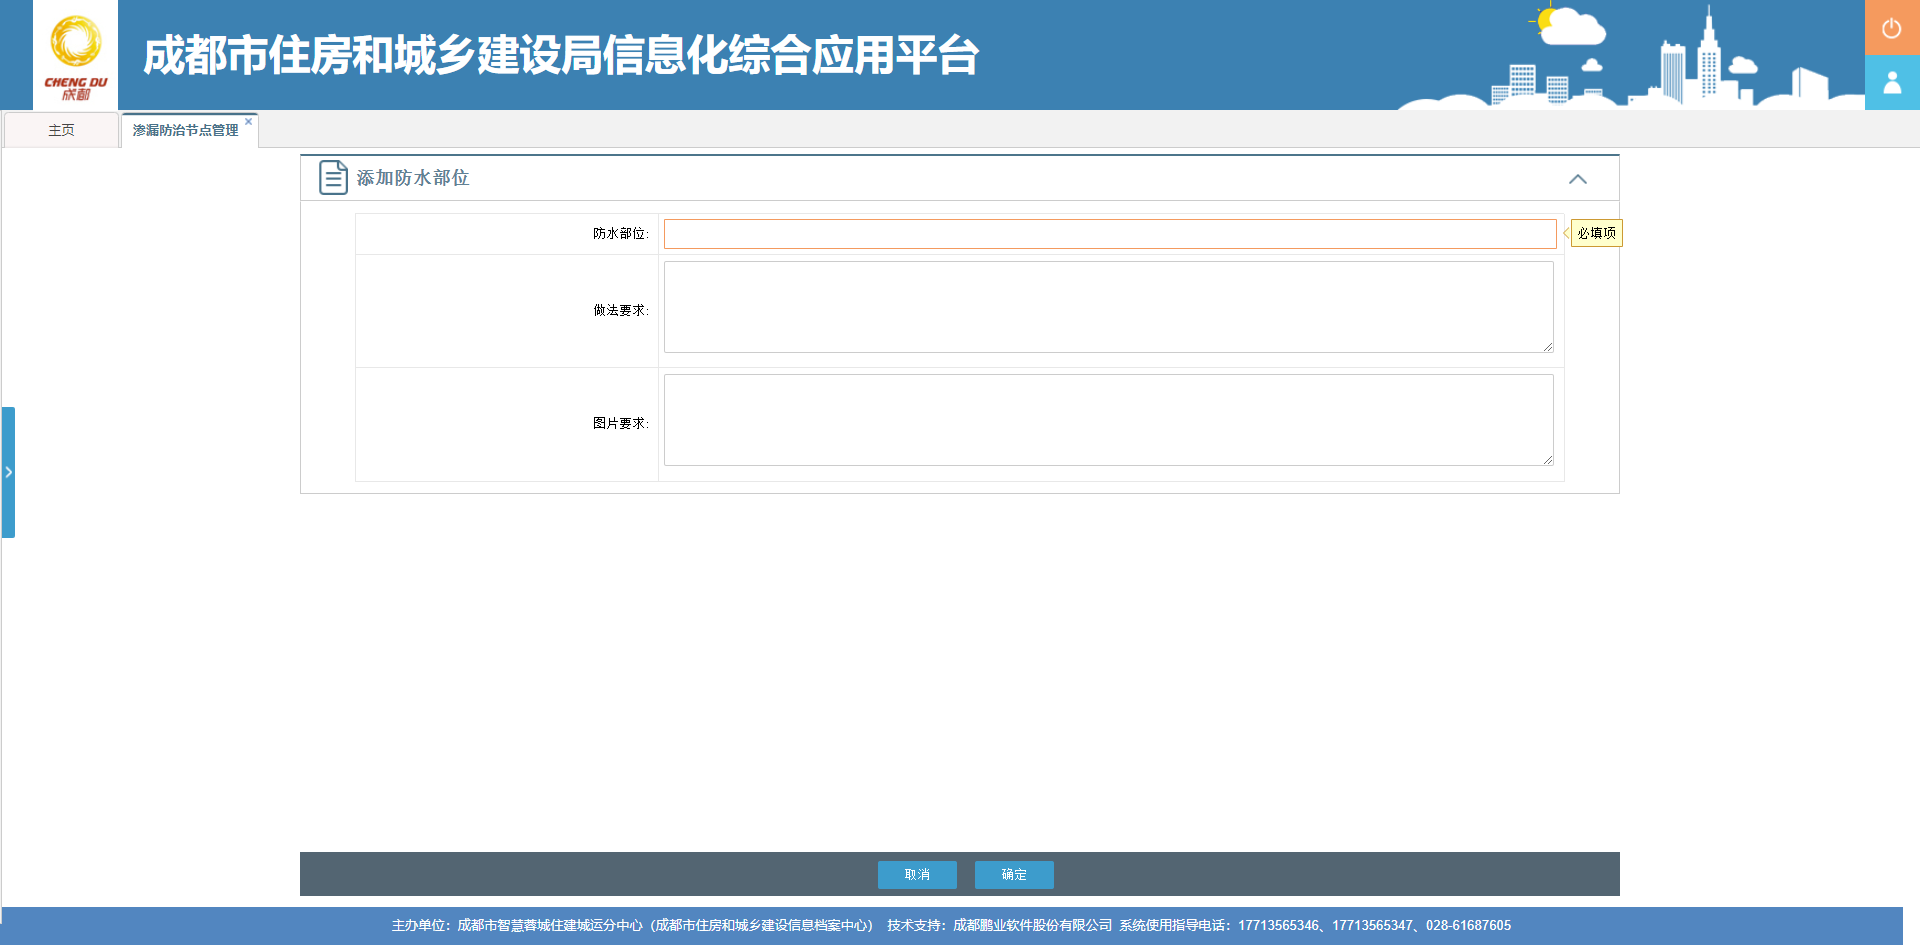 CHENG DU
成都
成都市住房和城乡建设局信息化综合应用平台
主页
渗漏防治节点管理
添加防水部位
防水部位:
必填项
做法要求:
图片要求:
取消
确定
主办单位：成都市智慧蓉城住建城运分中心（成都市住房和城乡建设信息档案中心） 技术支持：成都鹏业软件股份有限公司 系统使用指导电话：17713565346、17713565347、028-61687605